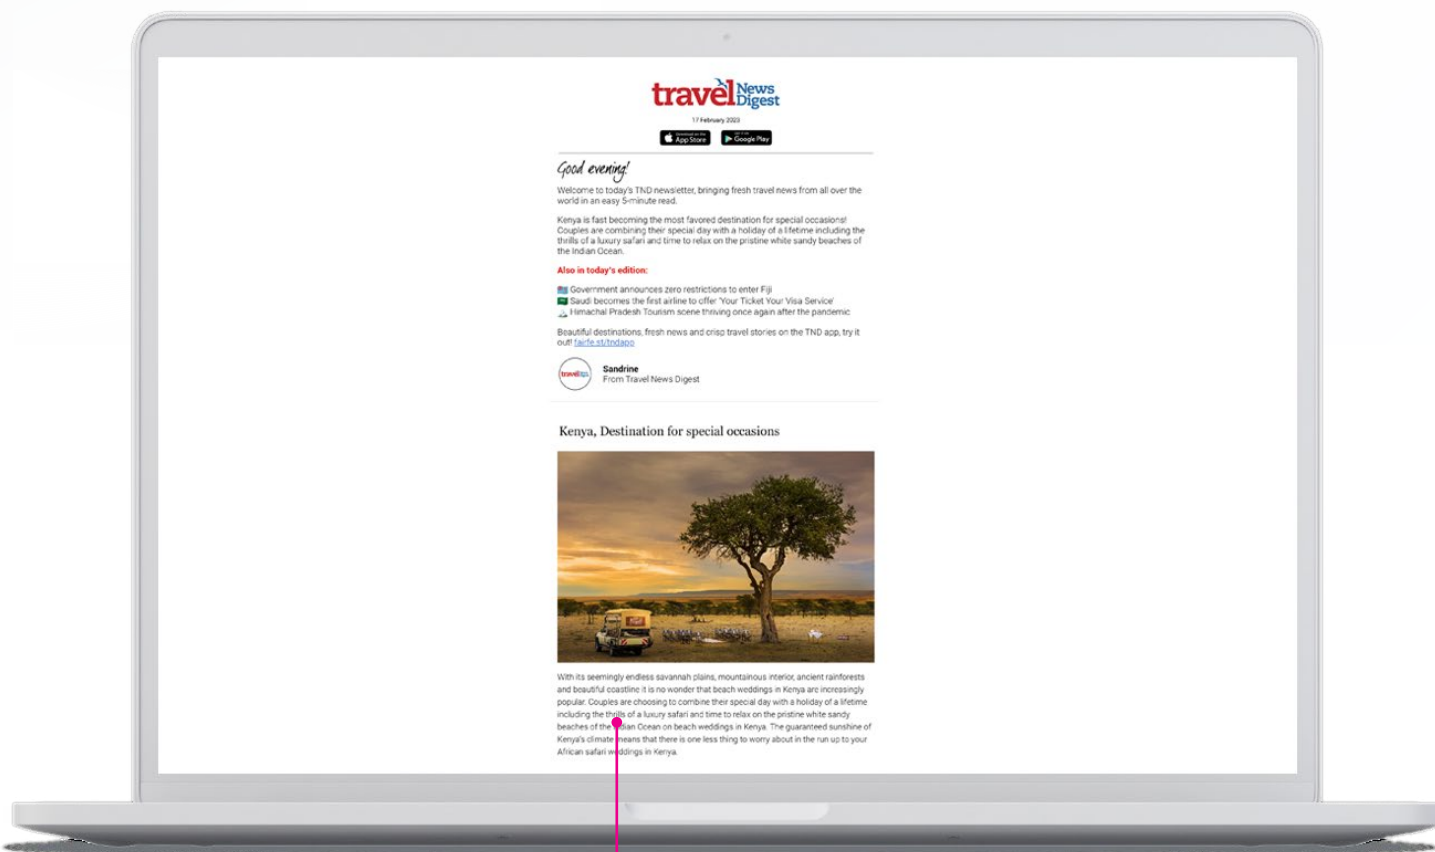 travel News Digest
17 February 2023
Download on the App Store GET IT ON Google Play
Good evening!
Welcome to today's TND newsletter, bringing fresh travel news from all over the
world in an easy 5-minute read.
Kenya is fast becoming the most favored destination for special occasions!
Couples are combining their special day with a holiday of a lifetime including the
thrills of a luxury safari and time to relax on the pristine white sandy beaches of
the Indian Ocean.
Also in today's edition:
Government announces zero restrictions to enter Fiji
Saudi becomes the first airline to offer 'Your Ticket Your Visa Service'
Himachal Pradesh Tourism scene thriving once again after the pandemic
Beautiful destinations, fresh news and crisp travel stories on the TND app, try it
out! fairfe.st/tndapp
travel
Sandrine
From Travel News Digest
Kenya, Destination for special occasions
With its seemingly endless savannah plains, mountainous interior, ancient rainforests
and beautiful coastline it is no wonder that beach weddings in Kenya are increasingly
popular. Couples are choosing to combine their special day with a holiday of a lifetime
including the thrills of a luxury safari and time to relax on the pristine white sandy
beaches of the Indian Ocean on beach weddings in Kenya. The guaranteed sunshine of
Kenya's climate means that there is one less thing to worry about in the run up to your
African safari weddings in Kenya.